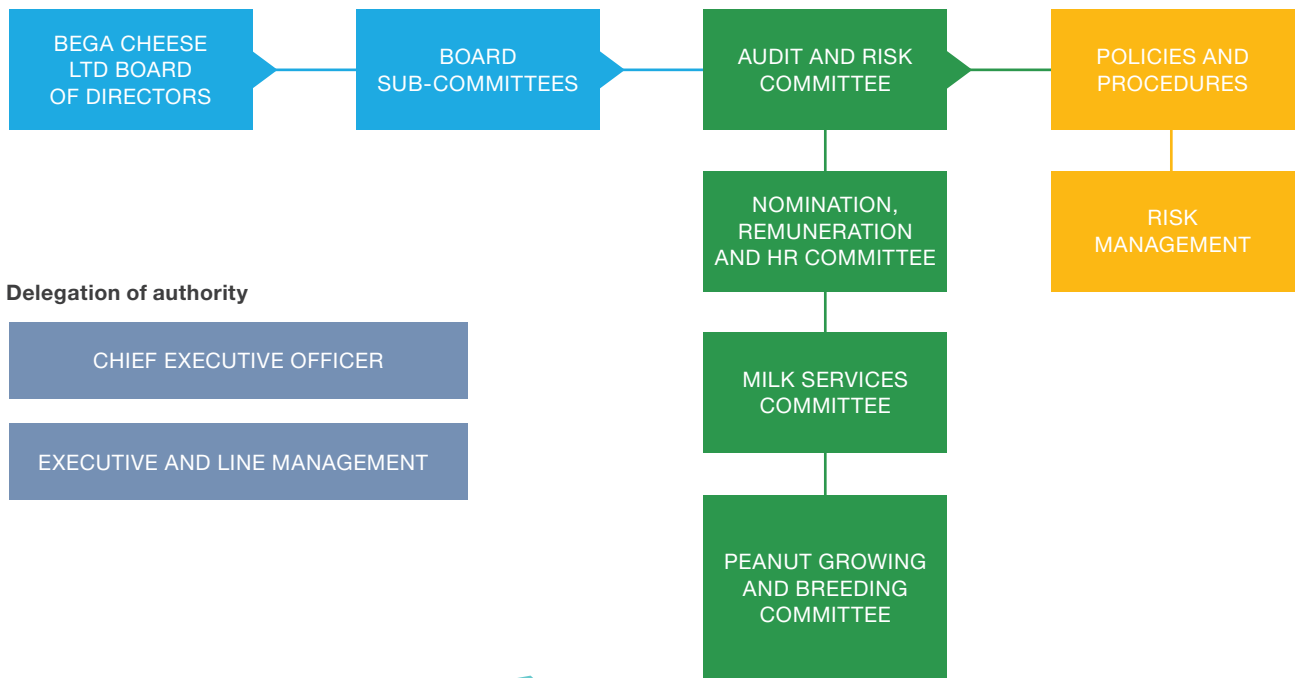 BEGA CHEESE
LTD BOARD
OF DIRECTORS
BOARD
SUB-COMMITTEES
AUDIT AND RISK
COMMITTEE
POLICIES AND
PROCEDURES
NOMINATION,
REMUNERATION
AND HR COMMITTEE
RISK
MANAGEMENT
Delegation of authority
CHIEF EXECUTIVE OFFICER
EXECUTIVE AND LINE MANAGEMENT
MILK SERVICES
COMMITTEE
PEANUT GROWING
AND BREEDING
COMMITTEE